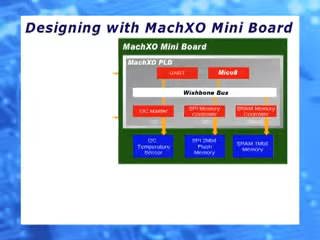 Designing with MachXO Mini Board
MachXO Mini Board
MachXO PLD
UART
Mico8
Wishbone Bus
I2C Master
SPI Memory
Controller
SRAM Memory
Controller
I2C
Temperature
Sensor
SPI 2Mbit
Flash
Memory
SRAM 1Mbit
Memory